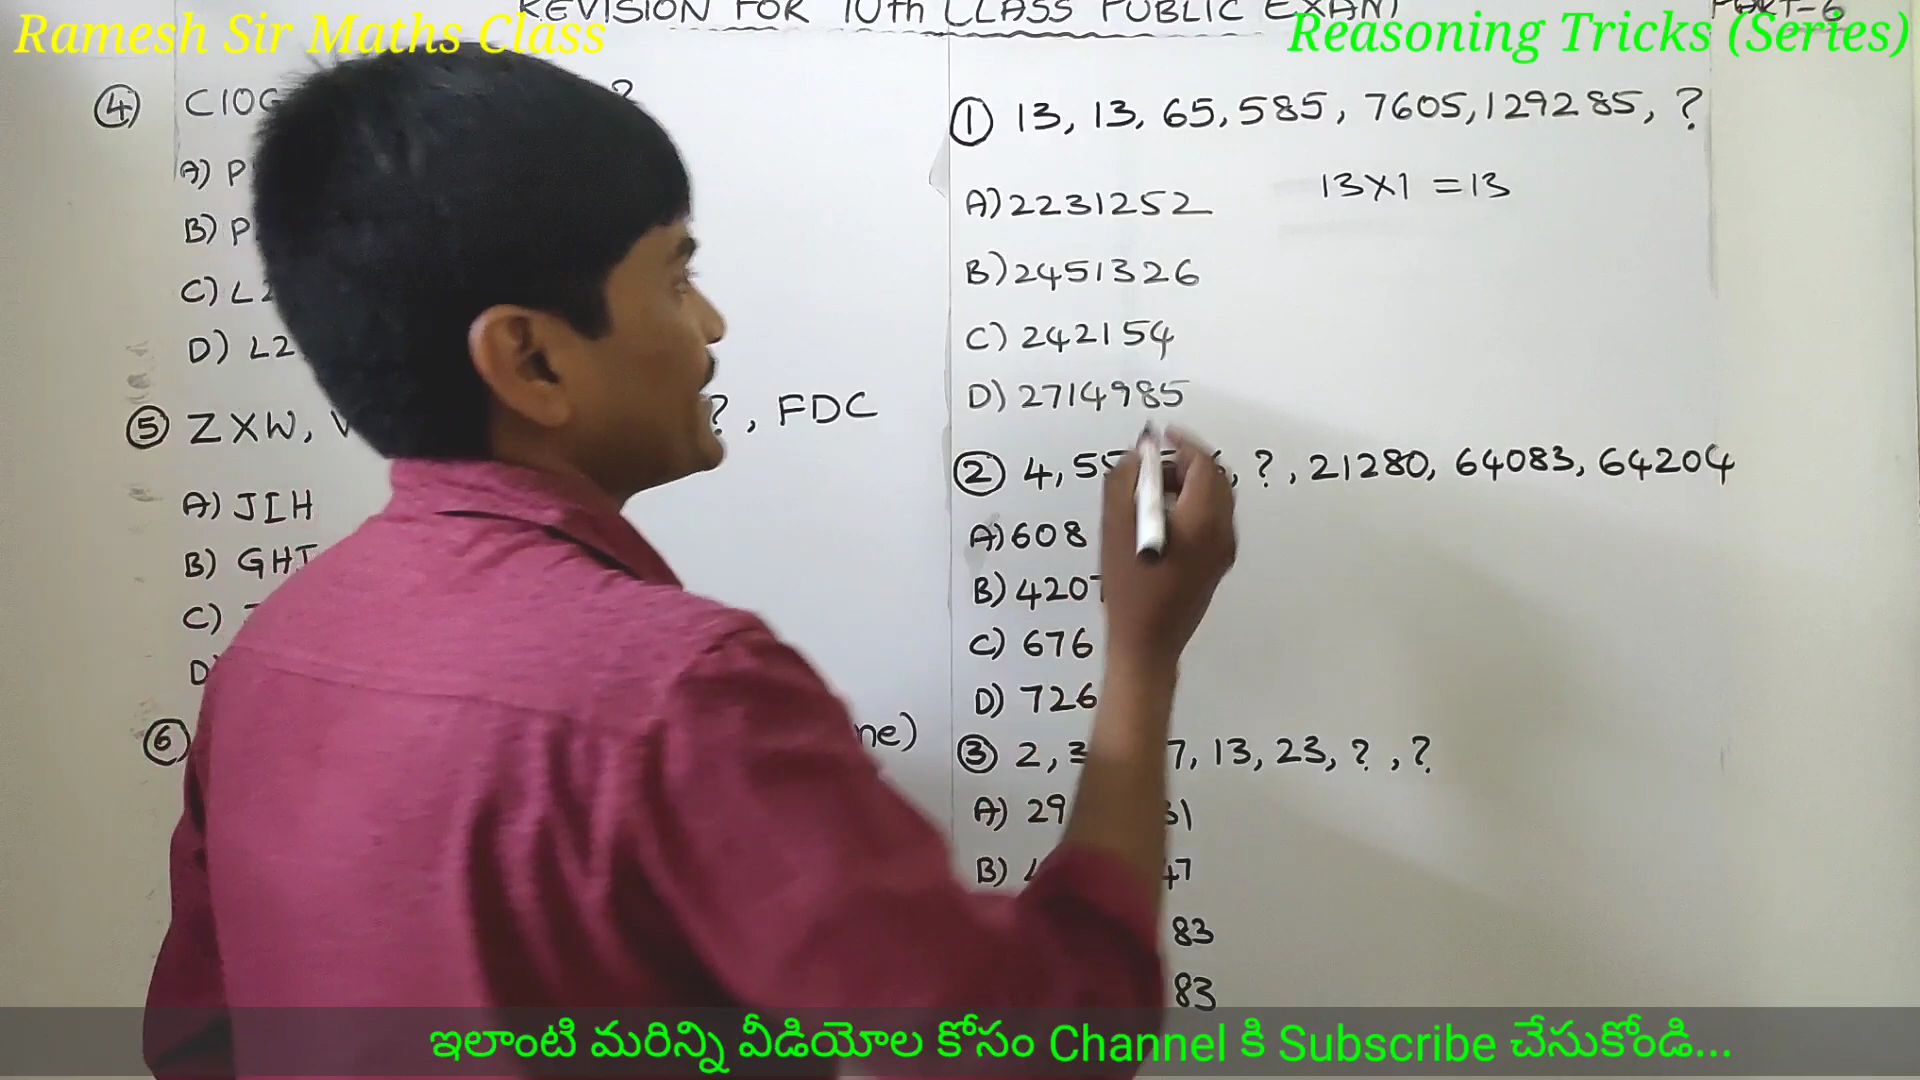 REVISION FOR 10th CLASS PUBLIC EXAM
PART-6
Ramesh Sir Maths Class
Reasoning Tricks (Series)
④ C10G ?
A) P
B) P
C) L2
D) L2
⑤ ZXW, ?, FDC
A) JIH
B) GHI
C)
D)
⑥ ne)
① 13, 13, 65, 585, 7605, 129285, ?
13X1 = 13
A) 2231252
B) 2451326
C) 242154
D) 2714985
② 4, 5 , ?, 21280, 64083, 64204
A) 608
B) 4207
C) 676
D) 726
③ 2, 3 7, 13, 23, ?, ?
A) 29 31
B) 4 47
83
83
ఇలాంటి మరిన్ని వీడియోల కోసం Channel కి Subscribe చేసుకోండి...